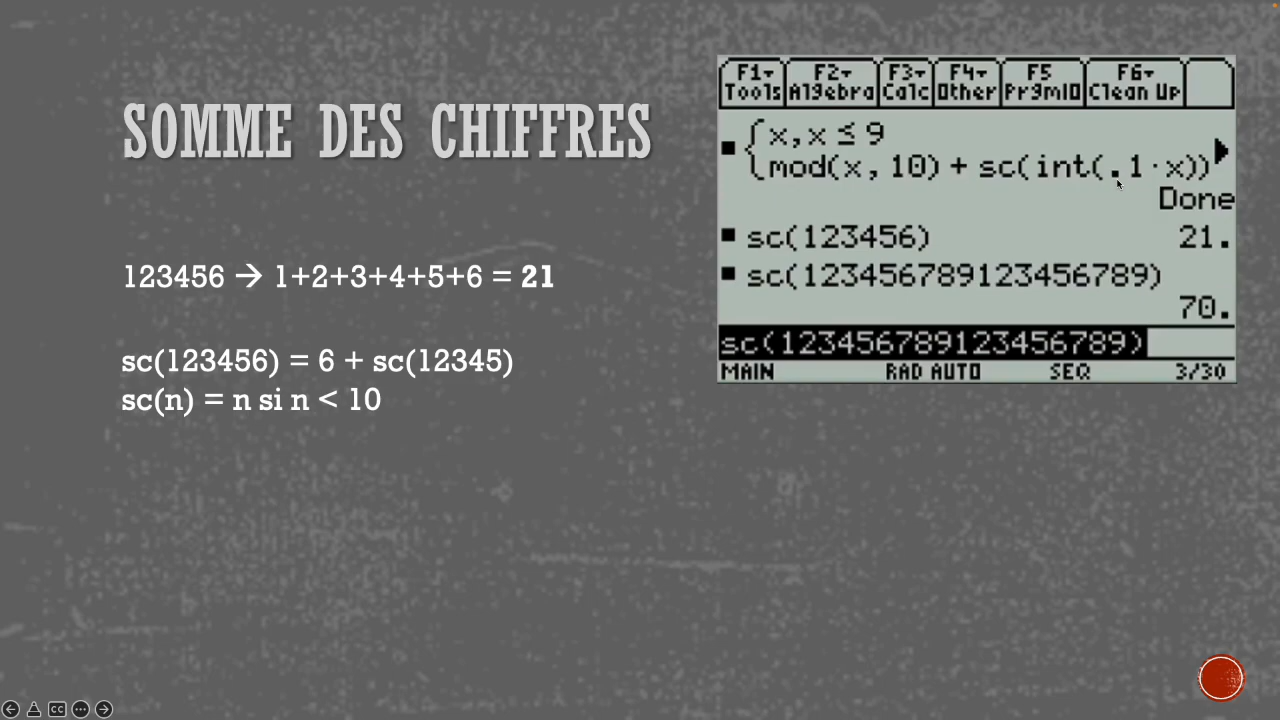 SOMME DES CHIFFRES
123456 → 1+2+3+4+5+6 = 21
sc(123456) = 6 + sc(12345)
sc(n) = n si n < 10
F1▾ Tools F2▾ Algebra F3▾ Calc F4▾ Other F5 PrgmIO F6▾ Clean Up
{x,x ≤ 9
mod(x,10) + sc(int(.1·x))
Done
sc(123456) 21.
sc(123456789123456789)
70.
sc(123456789123456789)
MAIN RAD AUTO SEQ 3/30
CC